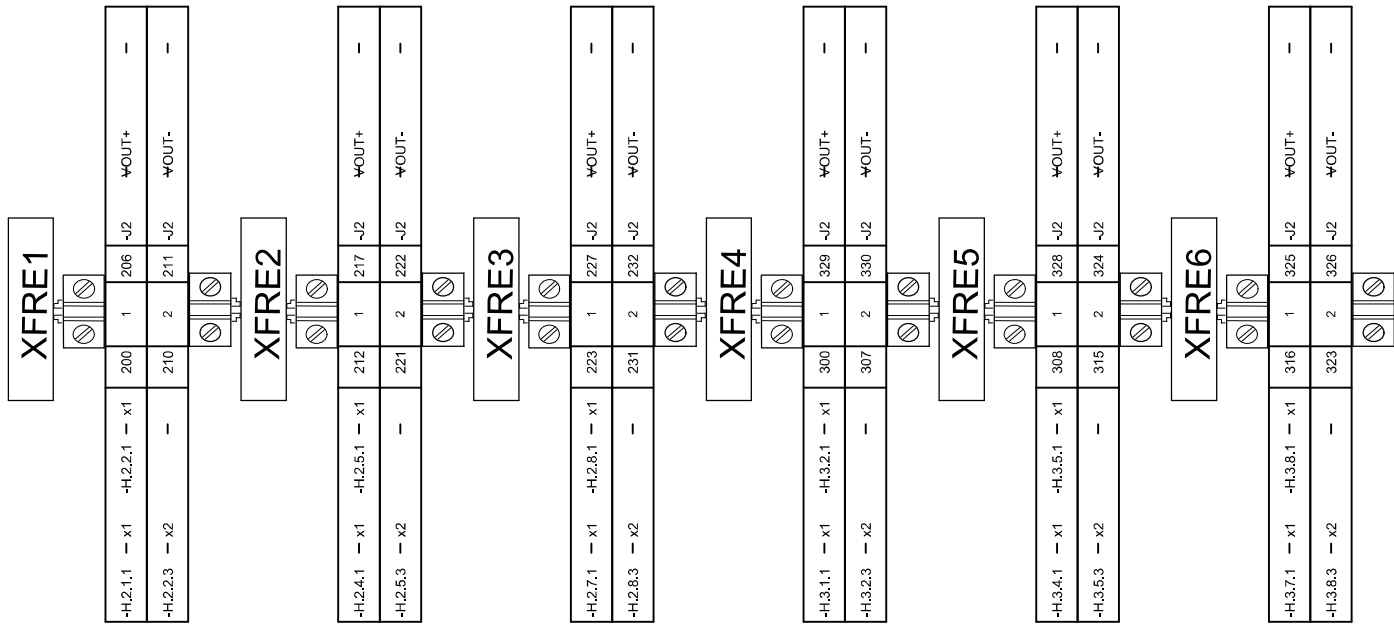 XFRE1
-H.2.1.1 – x1 -H.2.2.1 – x1 200 1 206 -J2 VOUT+ –
-H.2.2.3 – x2 – 210 2 211 -J2 VOUT- –
XFRE2
-H.2.4.1 – x1 -H.2.5.1 – x1 212 1 217 -J2 VOUT+ –
-H.2.5.3 – x2 – 221 2 222 -J2 VOUT- –
XFRE3
-H.2.7.1 – x1 -H.2.8.1 – x1 223 1 227 -J2 VOUT+ –
-H.2.8.3 – x2 – 231 2 232 -J2 VOUT- –
XFRE4
-H.3.1.1 – x1 -H.3.2.1 – x1 300 1 329 -J2 VOUT+ –
-H.3.2.3 – x2 – 307 2 330 -J2 VOUT- –
XFRE5
-H.3.4.1 – x1 -H.3.5.1 – x1 308 1 328 -J2 VOUT+ –
-H.3.5.3 – x2 – 315 2 324 -J2 VOUT- –
XFRE6
-H.3.7.1 – x1 -H.3.8.1 – x1 316 1 325 -J2 VOUT+ –
-H.3.8.3 – x2 – 323 2 326 -J2 VOUT- –